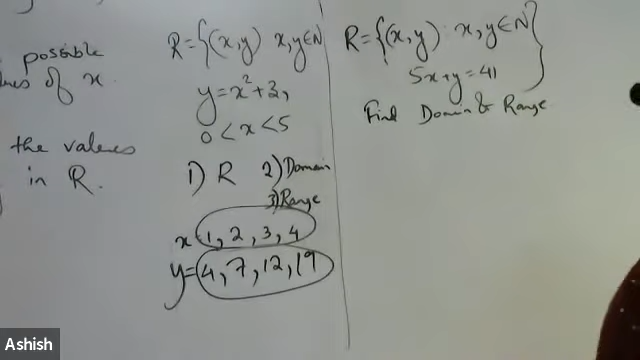 possible
of x.
the values
in R.
R={(x,y) x,y∈N
y=x²+3,
0<x<5
1) R 2) Domain
3) Range
x=1, 2, 3, 4
y=4, 7, 12, 19
R={(x,y): x,y∈N
5x+y=41}
Find Domain & Range
Ashish